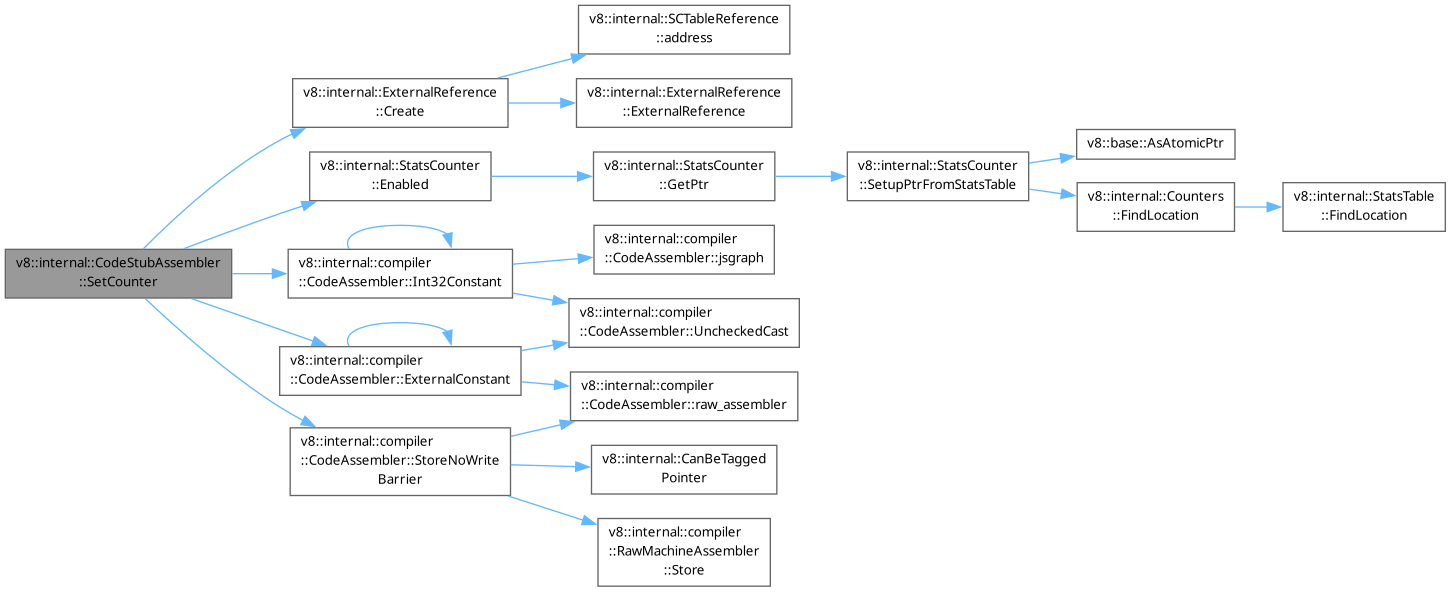 v8::internal::SCTableReference
::address
v8::internal::ExternalReference
::Create
v8::internal::ExternalReference
::ExternalReference
v8::internal::StatsCounter
::Enabled
v8::internal::StatsCounter
::GetPtr
v8::internal::StatsCounter
::SetupPtrFromStatsTable
v8::base::AsAtomicPtr
v8::internal::Counters
::FindLocation
v8::internal::StatsTable
::FindLocation
v8::internal::CodeStubAssembler
::SetCounter
v8::internal::compiler
::CodeAssembler::Int32Constant
v8::internal::compiler
::CodeAssembler::jsgraph
v8::internal::compiler
::CodeAssembler::UncheckedCast
v8::internal::compiler
::CodeAssembler::ExternalConstant
v8::internal::compiler
::CodeAssembler::raw_assembler
v8::internal::compiler
::CodeAssembler::StoreNoWrite
Barrier
v8::internal::CanBeTagged
Pointer
v8::internal::compiler
::RawMachineAssembler
::Store